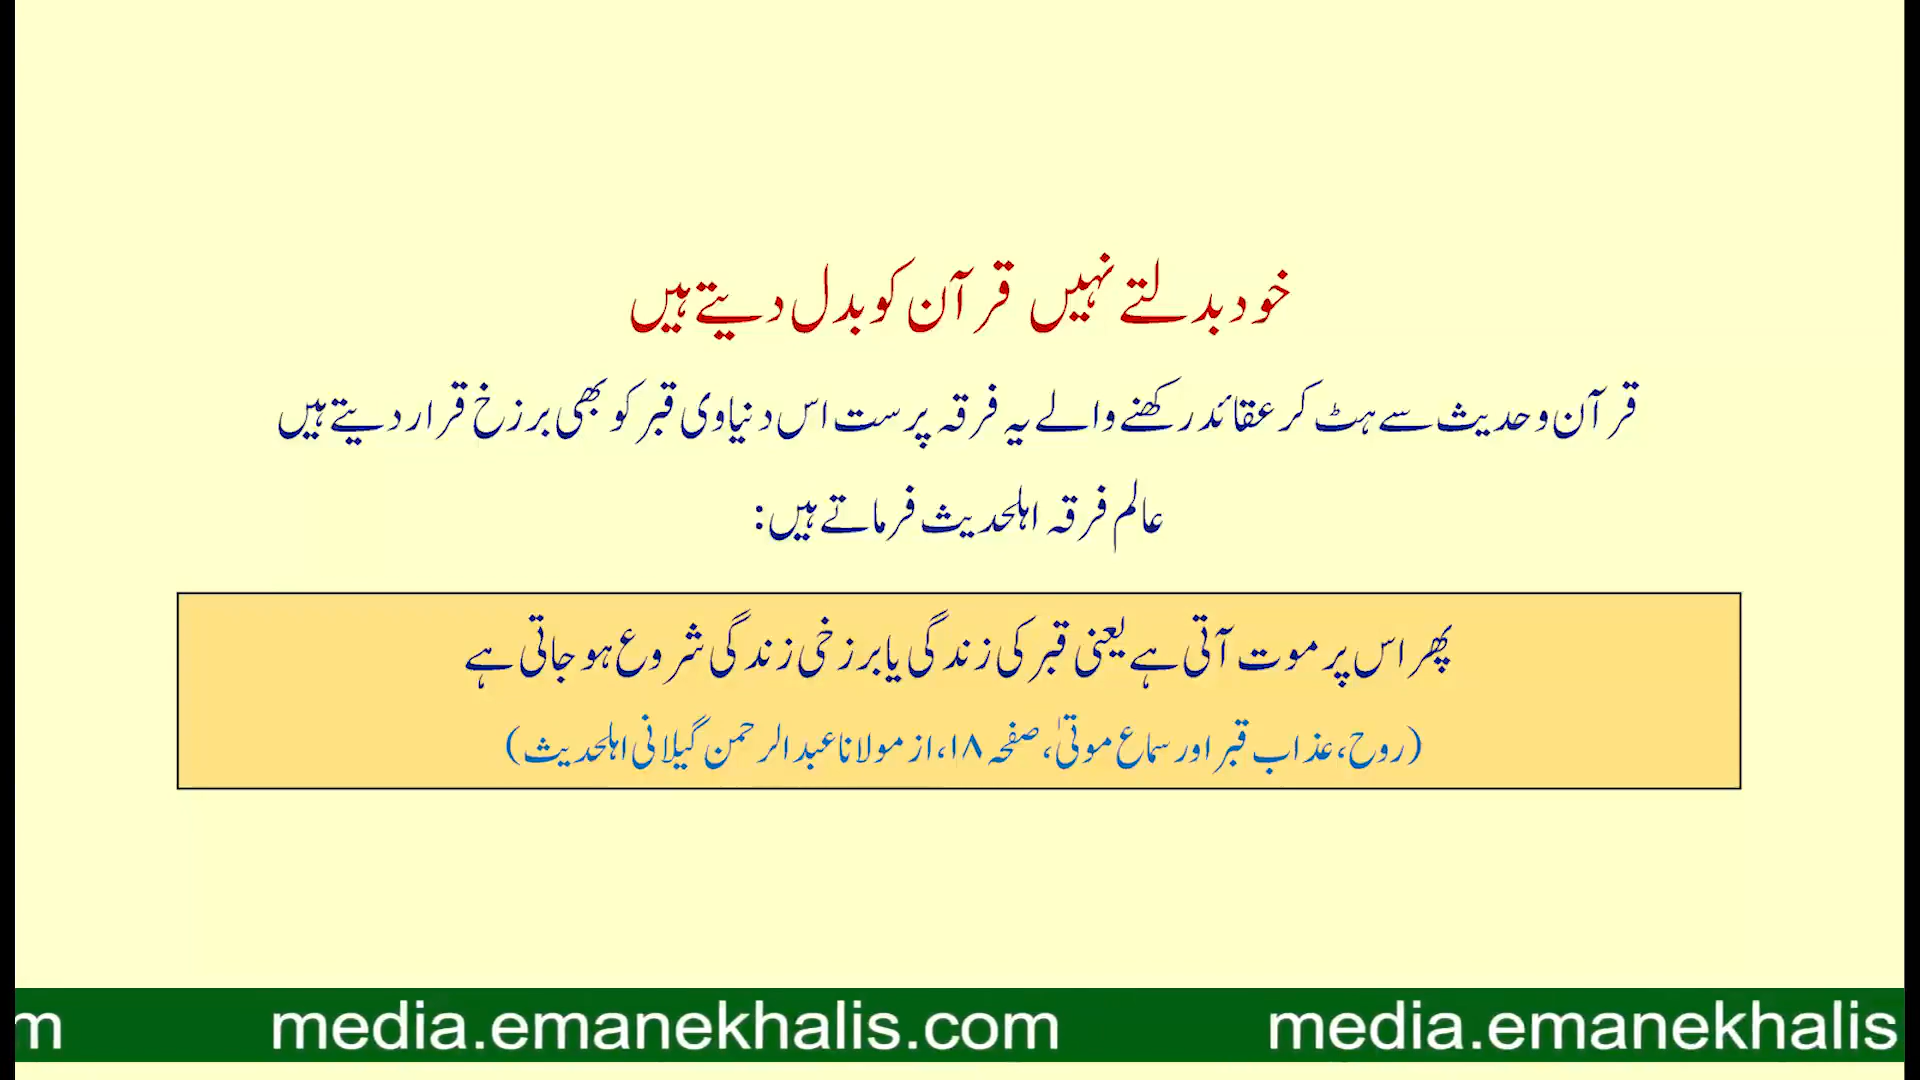 خود بدلتے نہیں قرآن کو بدل دیتے ہیں
قرآن و حدیث سے ہٹ کر عقائد رکھنے والے یہ فرقہ پرست اس دنیاوی قبر کو بھی برزخ قرار دیتے ہیں
عالم فرقہ اہلحدیث فرماتے ہیں:
پھر اس پر موت آتی ہے یعنی قبر کی زندگی یا برزخی زندگی شروع ہو جاتی ہے
(روح، عذاب قبر اور سماع موتیٰ، صفحہ ۱۸، از مولانا عبد الرحمن گیلانی اہلحدیث)
m media.emanekhalis.com media.emanekhalis